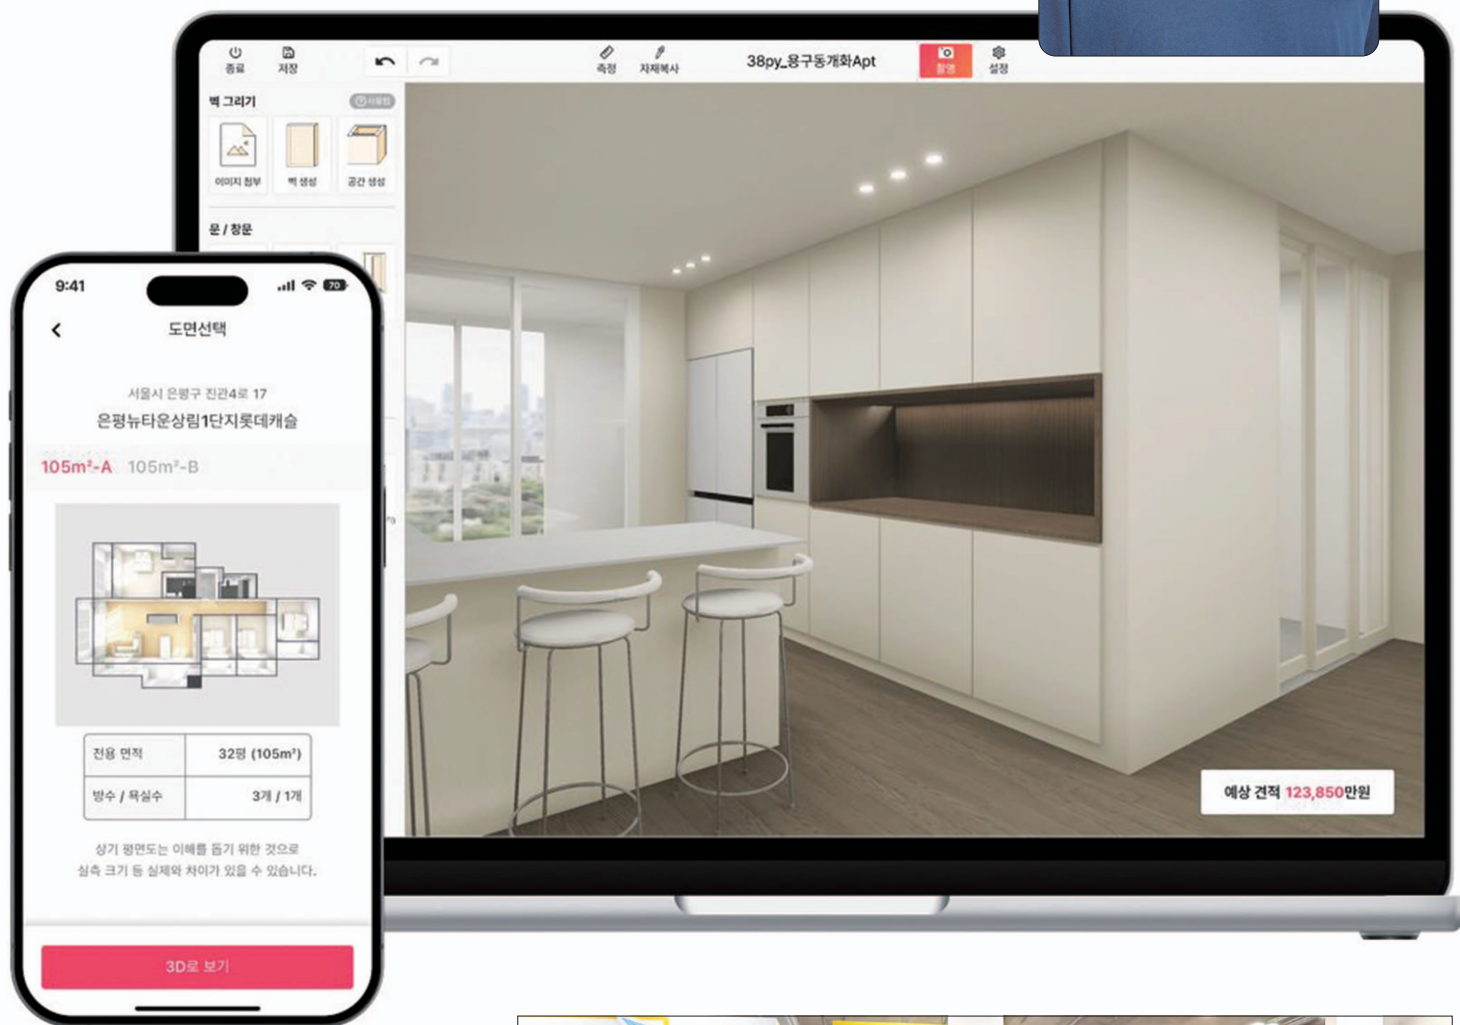 종료
저장
측정
자재복사
38py_용구동개화Apt
촬영
설정
벽 그리기
이미지 첨부
벽 생성
공간 생성
문 / 창문
9:41
70
도면선택
서울시 은평구 진관4로 17
은평뉴타운상림1단지롯데캐슬
105m²-A 105m²-B
전용 면적 32평 (105m²)
방수 / 욕실수 3개 / 1개
상기 평면도는 이해를 돕기 위한 것으로
실측 크기 등 실제와 차이가 있을 수 있습니다.
3D로 보기
예상 견적 123,850만원